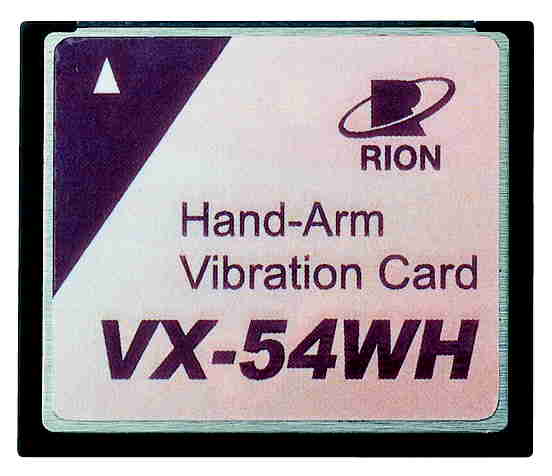 RION
Hand-Arm
Vibration Card
VX-54WH